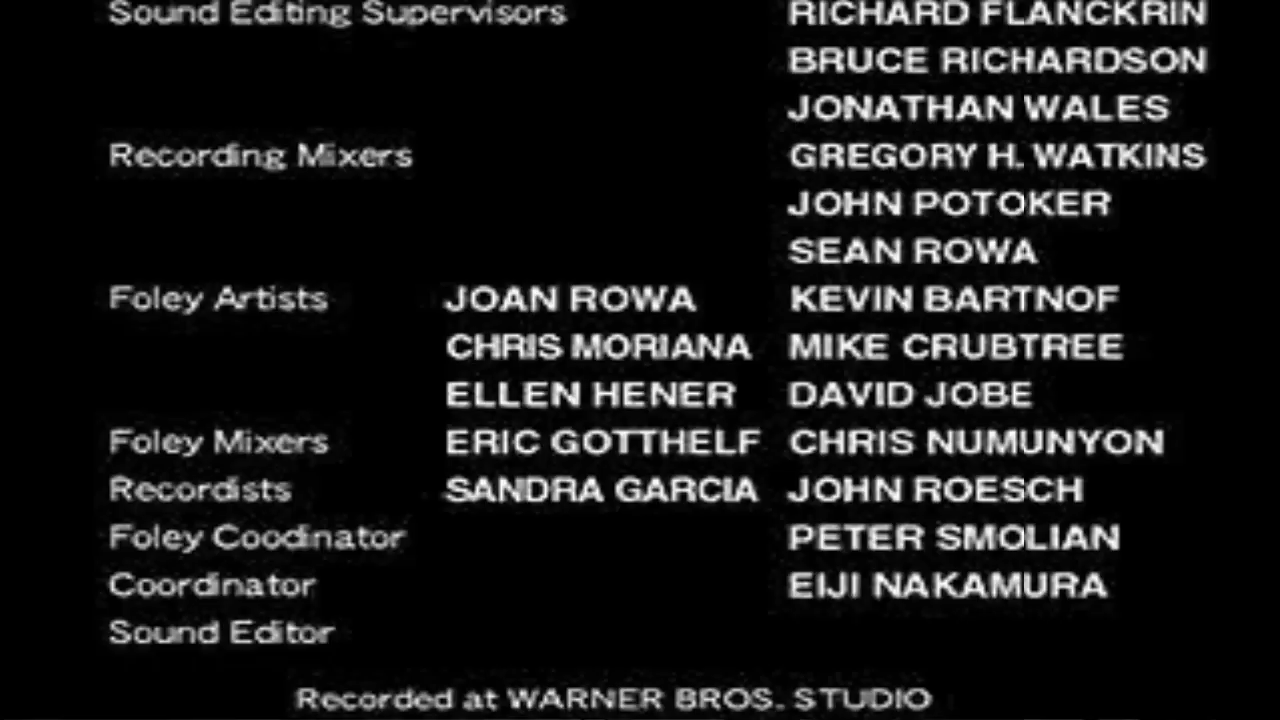 Sound Editing Supervisors RICHARD FLANCKRIN
BRUCE RICHARDSON
JONATHAN WALES
Recording Mixers GREGORY H. WATKINS
JOHN POTOKER
SEAN ROWA
Foley Artists JOAN ROWA KEVIN BARTNOF
CHRIS MORIANA MIKE CRUBTREE
ELLEN HENER DAVID JOBE
Foley Mixers ERIC GOTTHELF CHRIS NUMUNYON
Recordists SANDRA GARCIA JOHN ROESCH
Foley Coodinator PETER SMOLIAN
Coordinator EIJI NAKAMURA
Sound Editor
Recorded at WARNER BROS. STUDIO